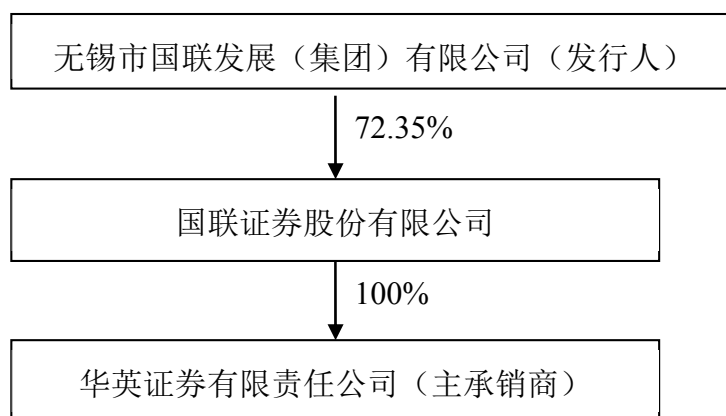 无锡市国联发展（集团）有限公司（发行人）
72.35%
国联证券股份有限公司
100%
华英证券有限责任公司（主承销商）